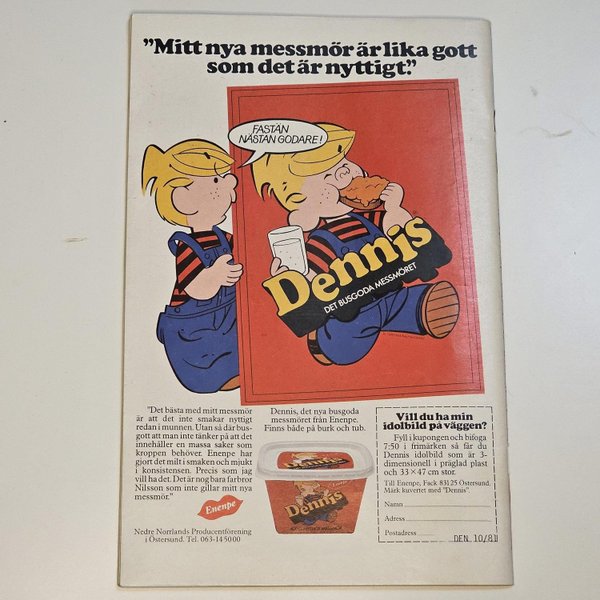 "Mitt nya messmör är lika gott
som det är nyttigt."
FASTÄN
NÄSTAN GODARE!
Dennis
DET BUSGODA MESSMÖRET
"Det bästa med mitt messmör
är att det inte smakar nyttigt
redan i munnen. Utan så där bus-
gott att man inte tänker på att det
innehåller en massa saker som
kroppen behöver. Enenpe har
gjort det milt i smaken och mjukt
i konsistensen. Precis som jag
vill ha det. Det är nog bara farbror
Nilsson som inte gillar mitt nya
messmör."
Enenpe
Nedre Norrlands Producentförening
i Östersund. Tel. 063-145000
Dennis, det nya busgoda
messmöret från Enenpe.
Finns både på burk och tub.
Dennis
Vill du ha min
idolbild på väggen?
Fyll i kupongen och bifoga
7:50 i frimärken så får du
Dennis idolbild som är 3-
dimensionell i präglad plast
och 33 × 47 cm stor.
Till Enenpe, Fack 83125 Östersund.
Märk kuvertet med "Dennis".
Namn
Adress
Postadress
DEN 10/81